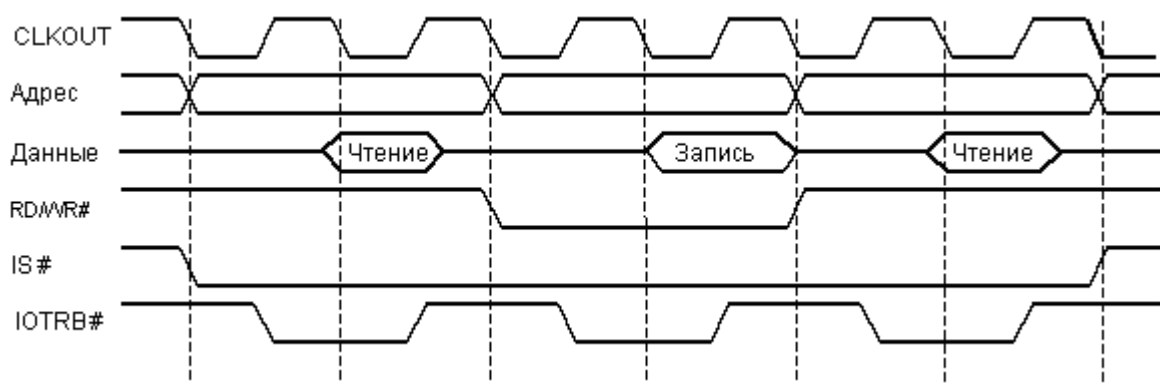 CLKOUT
Адрес
Данные Чтение Запись Чтение
RD/WR#
IS#
IOTRB#